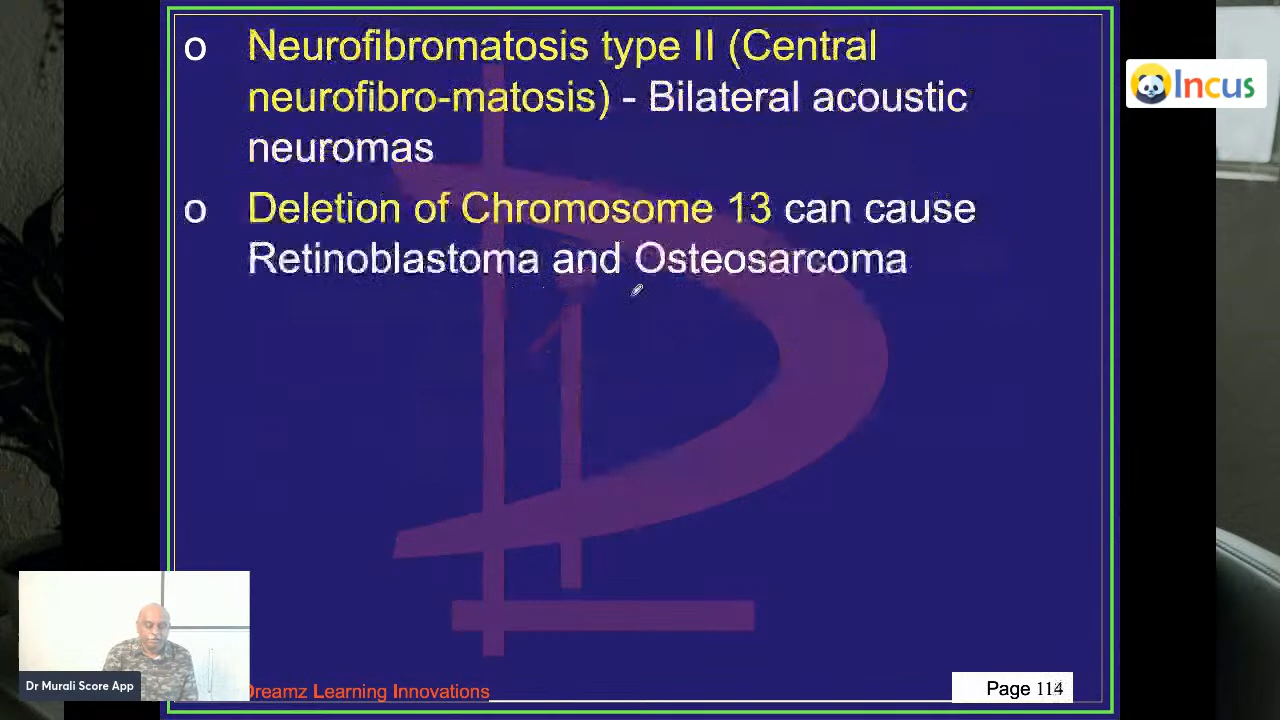 o Neurofibromatosis type II (Central
neurofibro-matosis) - Bilateral acoustic
neuromas
o Deletion of Chromosome 13 can cause
Retinoblastoma and Osteosarcoma
Incus
Dr Murali Score App
Dreamz Learning Innovations
Page 114